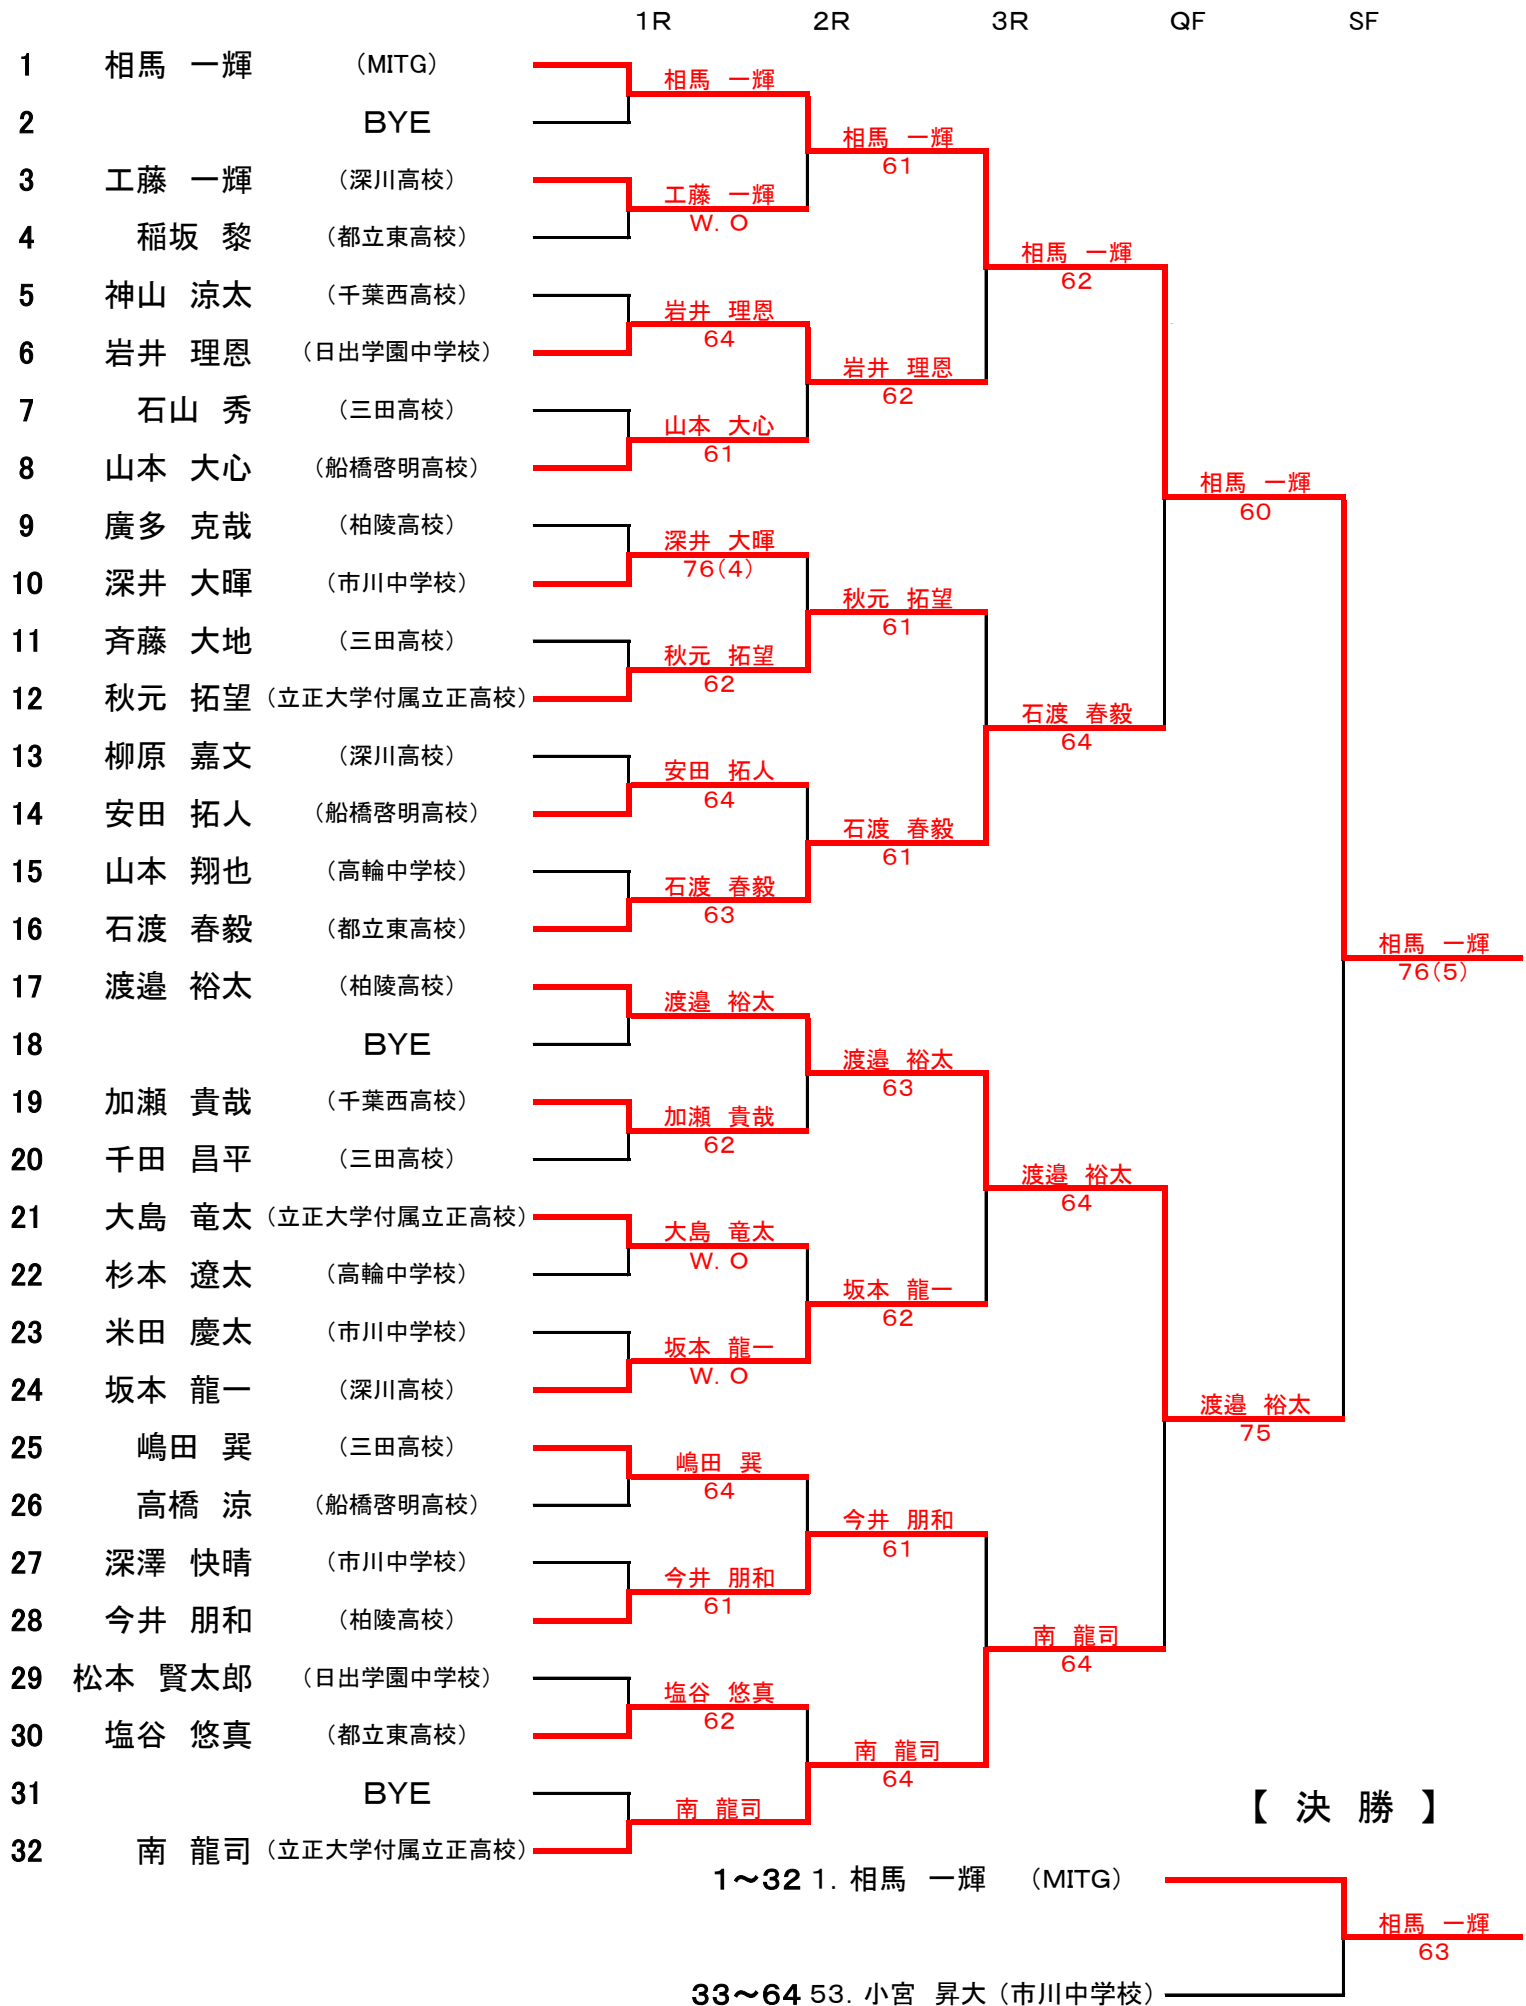 1R 2R 3R QF SF
1 相馬 一輝 (MITG)
相馬 一輝
2 BYE
相馬 一輝
61
3 工藤 一輝 (深川高校)
工藤 一輝
W.O
4 稲坂 黎 (都立東高校)
相馬 一輝
62
5 神山 涼太 (千葉西高校)
岩井 理恩
64
6 岩井 理恩 (日出学園中学校)
岩井 理恩
62
7 石山 秀 (三田高校)
山本 大心
61
8 山本 大心 (船橋啓明高校)
相馬 一輝
60
9 廣多 克哉 (柏陵高校)
深井 大暉
76(4)
10 深井 大暉 (市川中学校)
秋元 拓望
61
11 斉藤 大地 (三田高校)
秋元 拓望
62
12 秋元 拓望 (立正大学付属立正高校)
石渡 春毅
64
13 柳原 嘉文 (深川高校)
安田 拓人
64
14 安田 拓人 (船橋啓明高校)
石渡 春毅
61
15 山本 翔也 (高輪中学校)
石渡 春毅
63
16 石渡 春毅 (都立東高校)
相馬 一輝
76(5)
17 渡邉 裕太 (柏陵高校)
渡邉 裕太
18 BYE
渡邉 裕太
63
19 加瀬 貴哉 (千葉西高校)
加瀬 貴哉
62
20 千田 昌平 (三田高校)
渡邉 裕太
64
21 大島 竜太 (立正大学付属立正高校)
大島 竜太
W.O
22 杉本 遼太 (高輪中学校)
坂本 龍一
62
23 米田 慶太 (市川中学校)
坂本 龍一
W.O
24 坂本 龍一 (深川高校)
渡邉 裕太
75
25 嶋田 巽 (三田高校)
嶋田 巽
64
26 高橋 涼 (船橋啓明高校)
今井 朋和
61
27 深澤 快晴 (市川中学校)
今井 朋和
61
28 今井 朋和 (柏陵高校)
南 龍司
64
29 松本 賢太郎 (日出学園中学校)
塩谷 悠真
62
30 塩谷 悠真 (都立東高校)
南 龍司
64
31 BYE
南 龍司
32 南 龍司 (立正大学付属立正高校)
【 決 勝 】
1～32 1. 相馬 一輝 (MITG)
相馬 一輝
63
33～64 53. 小宮 昇大 (市川中学校)